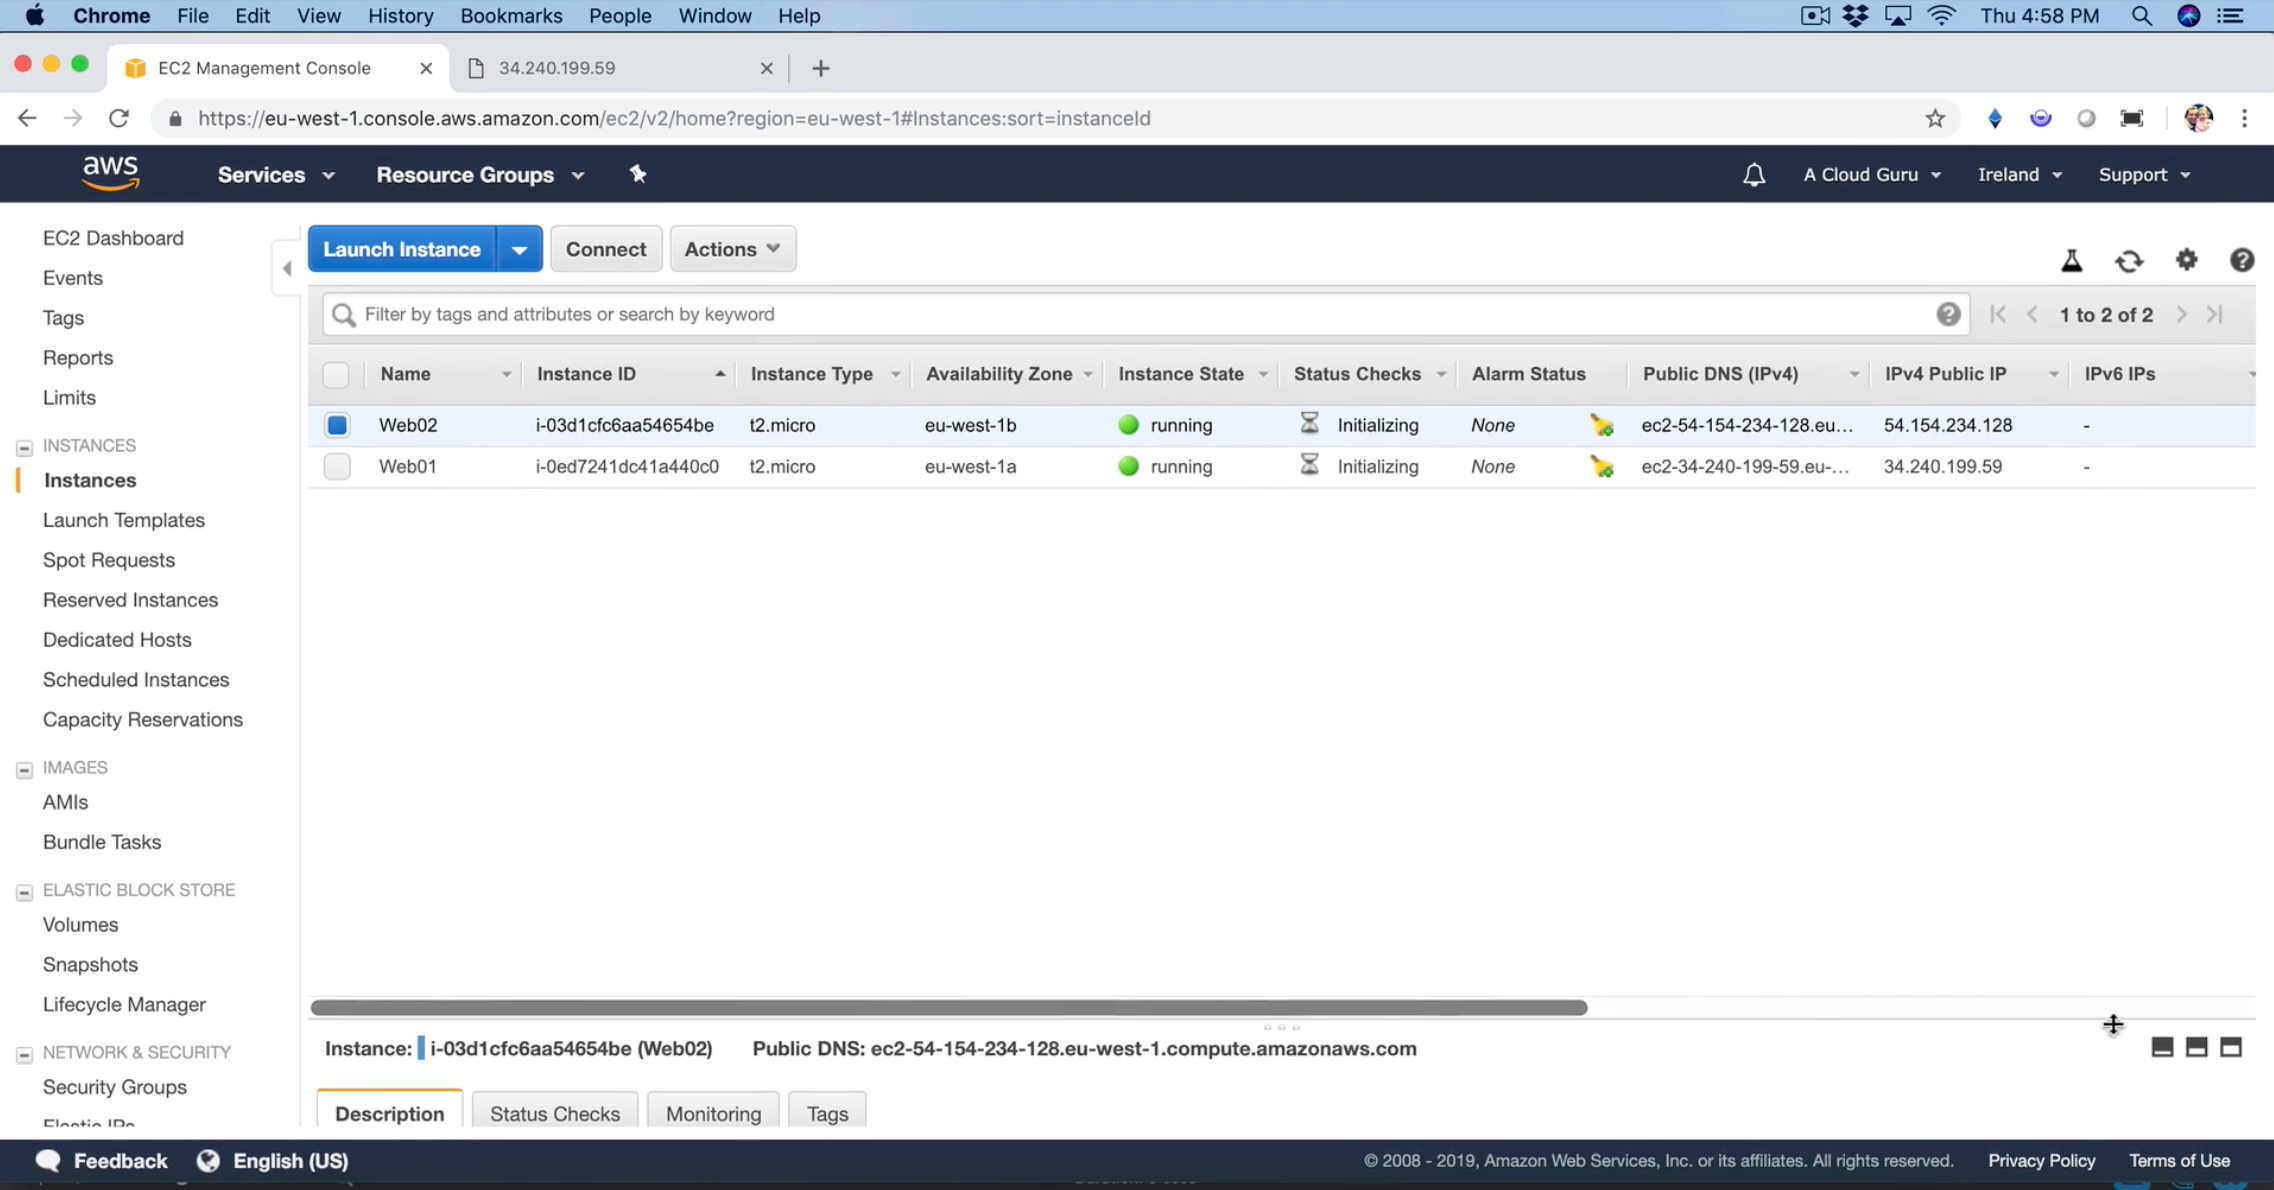 Chrome File Edit View History Bookmarks People Window Help Thu 4:58 PM
EC2 Management Console 34.240.199.59
https://eu-west-1.console.aws.amazon.com/ec2/v2/home?region=eu-west-1#Instances:sort=instanceId
aws Services Resource Groups A Cloud Guru Ireland Support
EC2 Dashboard
Events
Tags
Reports
Limits
INSTANCES
Instances
Launch Templates
Spot Requests
Reserved Instances
Dedicated Hosts
Scheduled Instances
Capacity Reservations
IMAGES
AMIs
Bundle Tasks
ELASTIC BLOCK STORE
Volumes
Snapshots
Lifecycle Manager
NETWORK & SECURITY
Security Groups
Elastic IPs
Launch Instance Connect Actions
Filter by tags and attributes or search by keyword 1 to 2 of 2
Name Instance ID Instance Type Availability Zone Instance State Status Checks Alarm Status Public DNS (IPv4) IPv4 Public IP IPv6 IPs
Web02 i-03d1cfc6aa54654be t2.micro eu-west-1b running Initializing None ec2-54-154-234-128.eu... 54.154.234.128 -
Web01 i-0ed7241dc41a440c0 t2.micro eu-west-1a running Initializing None ec2-34-240-199-59.eu-... 34.240.199.59 -
Instance: i-03d1cfc6aa54654be (Web02) Public DNS: ec2-54-154-234-128.eu-west-1.compute.amazonaws.com
Description Status Checks Monitoring Tags
Feedback English (US) © 2008 - 2019, Amazon Web Services, Inc. or its affiliates. All rights reserved. Privacy Policy Terms of Use